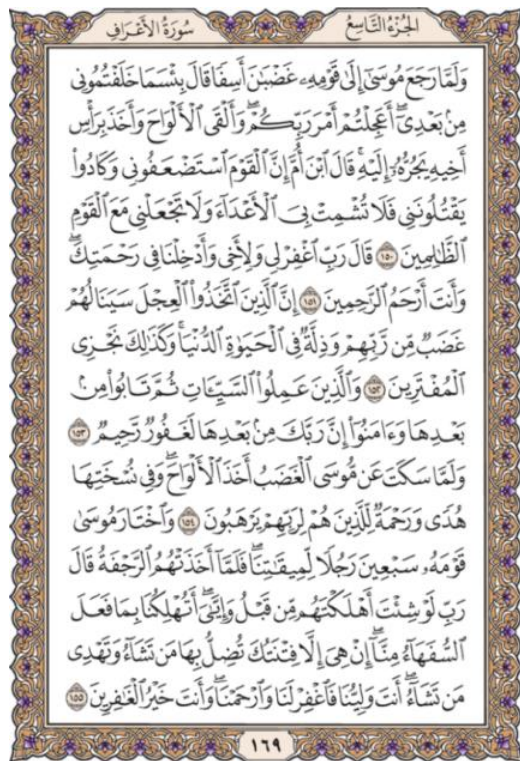 الجُزْءُ التَّاسِعُ
سُورَةُ الأَعْرَافِ
وَلَمَّا رَجَعَ مُوسَىٰٓ إِلَىٰ قَوْمِهِۦ غَضْبَٰنَ أَسِفًا قَالَ بِئْسَمَا خَلَفْتُمُونِى
مِنۢ بَعْدِىٓ ۖ أَعَجِلْتُمْ أَمْرَ رَبِّكُمْ ۖ وَأَلْقَى ٱلْأَلْوَاحَ وَأَخَذَ بِرَأْسِ
أَخِيهِ يَجُرُّهُۥٓ إِلَيْهِ ۚ قَالَ ٱبْنَ أُمَّ إِنَّ ٱلْقَوْمَ ٱسْتَضْعَفُونِى وَكَادُوا۟
يَقْتُلُونَنِى فَلَا تُشْمِتْ بِىَ ٱلْأَعْدَآءَ وَلَا تَجْعَلْنِى مَعَ ٱلْقَوْمِ
ٱلظَّٰلِمِينَ ١٥٠ قَالَ رَبِّ ٱغْفِرْ لِى وَلِأَخِى وَأَدْخِلْنَا فِى رَحْمَتِكَ ۖ
وَأَنتَ أَرْحَمُ ٱلرَّٰحِمِينَ ١٥١ إِنَّ ٱلَّذِينَ ٱتَّخَذُوا۟ ٱلْعِجْلَ سَيَنَالُهُمْ
غَضَبٌ مِّن رَّبِّهِمْ وَذِلَّةٌ فِى ٱلْحَيَوٰةِ ٱلدُّنْيَا ۚ وَكَذَٰلِكَ نَجْزِى
ٱلْمُفْتَرِينَ ١٥٢ وَٱلَّذِينَ عَمِلُوا۟ ٱلسَّيِّـَٔاتِ ثُمَّ تَابُوا۟ مِنۢ
بَعْدِهَا وَءَامَنُوٓا۟ إِنَّ رَبَّكَ مِنۢ بَعْدِهَا لَغَفُورٌ رَّحِيمٌ ١٥٣
وَلَمَّا سَكَتَ عَن مُّوسَى ٱلْغَضَبُ أَخَذَ ٱلْأَلْوَاحَ ۖ وَفِى نُسْخَتِهَا
هُدًى وَرَحْمَةٌ لِّلَّذِينَ هُمْ لِرَبِّهِمْ يَرْهَبُونَ ١٥٤ وَٱخْتَارَ مُوسَىٰ
قَوْمَهُۥ سَبْعِينَ رَجُلًا لِّمِيقَٰتِنَا ۖ فَلَمَّآ أَخَذَتْهُمُ ٱلرَّجْفَةُ قَالَ
رَبِّ لَوْ شِئْتَ أَهْلَكْتَهُم مِّن قَبْلُ وَإِيَّٰىَ ۖ أَتُهْلِكُنَا بِمَا فَعَلَ
ٱلسُّفَهَآءُ مِنَّآ ۖ إِنْ هِىَ إِلَّا فِتْنَتُكَ تُضِلُّ بِهَا مَن تَشَآءُ وَتَهْدِى
مَن تَشَآءُ ۖ أَنتَ وَلِيُّنَا فَٱغْفِرْ لَنَا وَٱرْحَمْنَا ۖ وَأَنتَ خَيْرُ ٱلْغَٰفِرِينَ ١٥٥
١٦٩